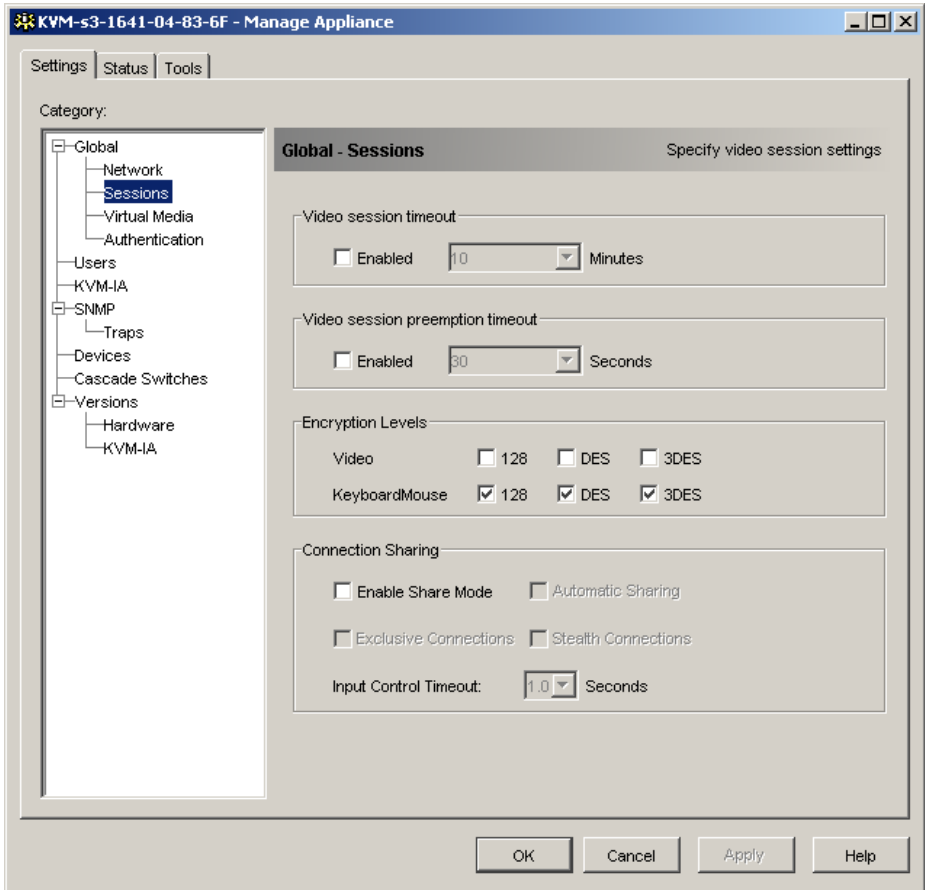 KVM-s3-1641-04-83-6F - Manage Appliance
Settings Status Tools
Category:
Global
Network
Sessions
Virtual Media
Authentication
Users
KVM-IA
SNMP
Traps
Devices
Cascade Switches
Versions
Hardware
KVM-IA
Global - Sessions Specify video session settings
Video session timeout
Enabled 10 Minutes
Video session preemption timeout
Enabled 30 Seconds
Encryption Levels
Video 128 DES 3DES
KeyboardMouse 128 DES 3DES
Connection Sharing
Enable Share Mode Automatic Sharing
Exclusive Connections Stealth Connections
Input Control Timeout: 1.0 Seconds
OK Cancel Apply Help